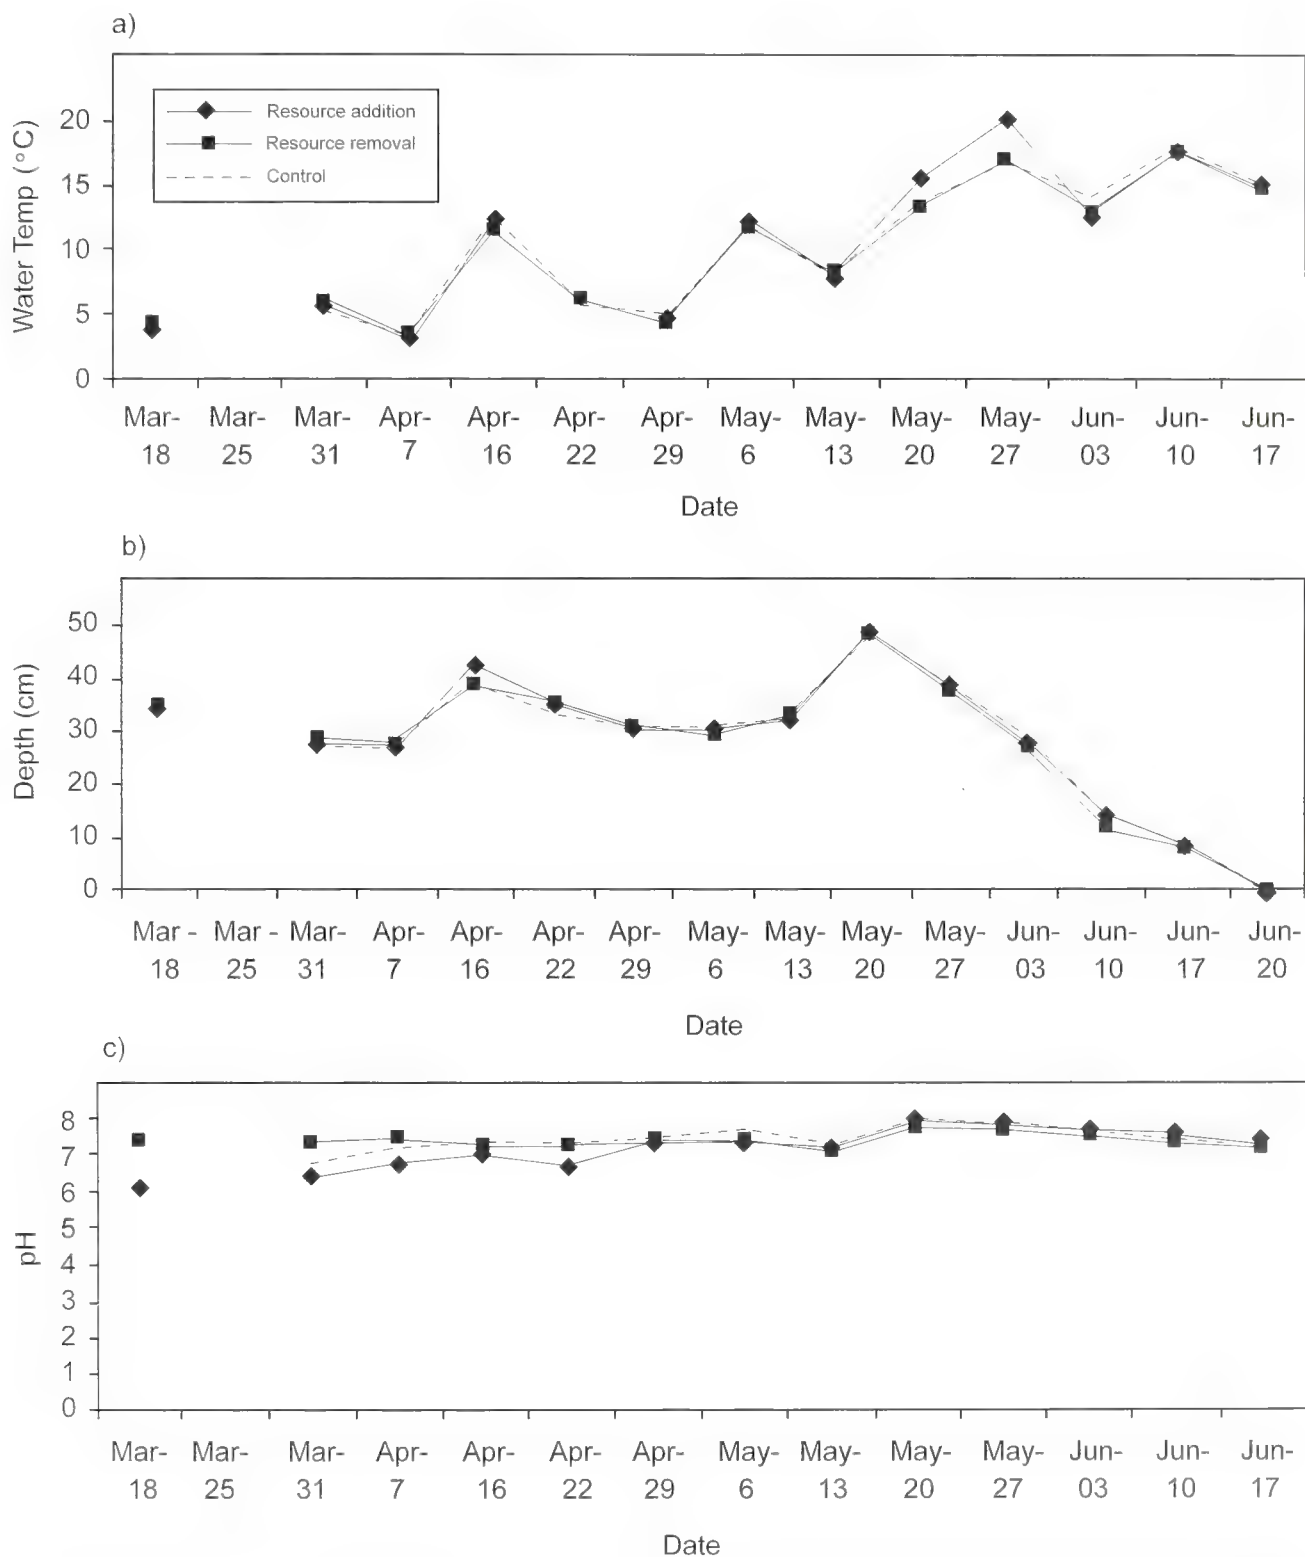 a)
Water Temp (°C)
20
15
10
5
0
Resource addition
Resource removal
Control
Mar-18 Mar-25 Mar-31 Apr-7 Apr-16 Apr-22 Apr-29 May-6 May-13 May-20 May-27 Jun-03 Jun-10 Jun-17
Date
b)
Depth (cm)
50
40
30
20
10
0
Mar - 18 Mar - 25 Mar-31 Apr-7 Apr-16 Apr-22 Apr-29 May-6 May-13 May-20 May-27 Jun-03 Jun-10 Jun-17 Jun-20
Date
c)
pH
8
7
6
5
4
3
2
1
0
Mar-18 Mar-25 Mar-31 Apr-7 Apr-16 Apr-22 Apr-29 May-6 May-13 May-20 May-27 Jun-03 Jun-10 Jun-17
Date